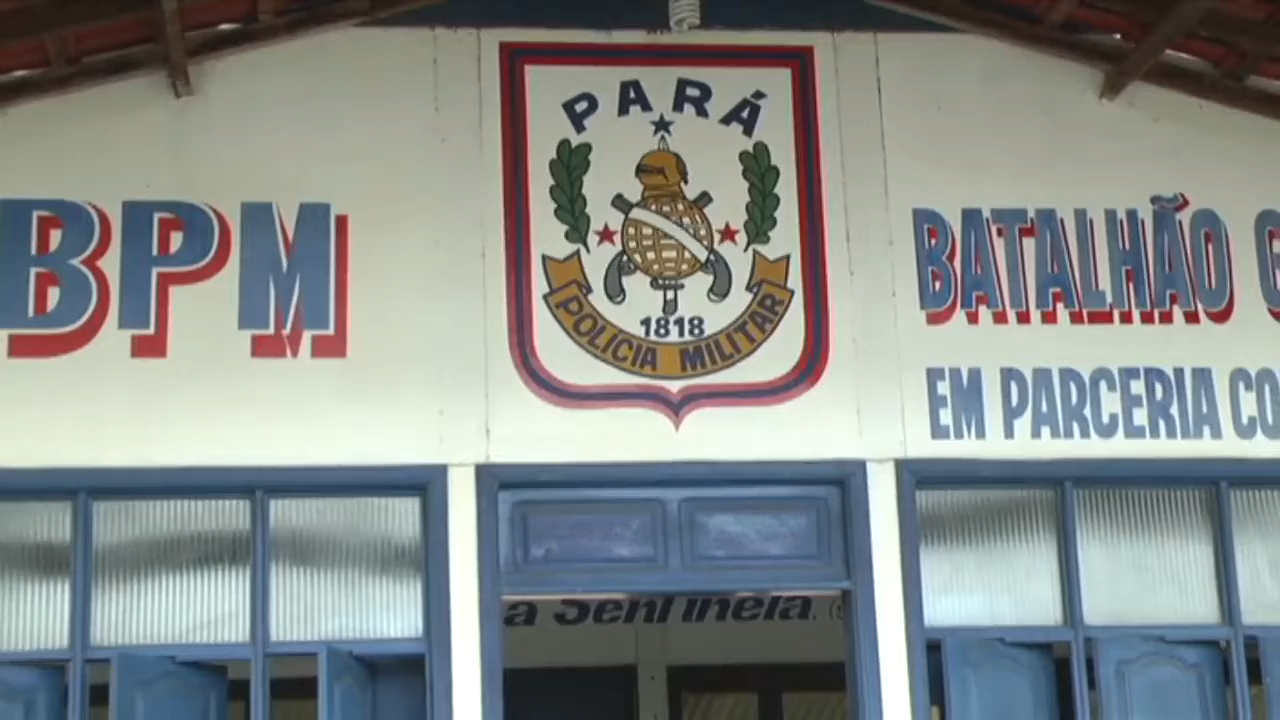 BPM
PARÁ
1818
POLÍCIA MILITAR
BATALHÃO
EM PARCERIA
a Sentinela.